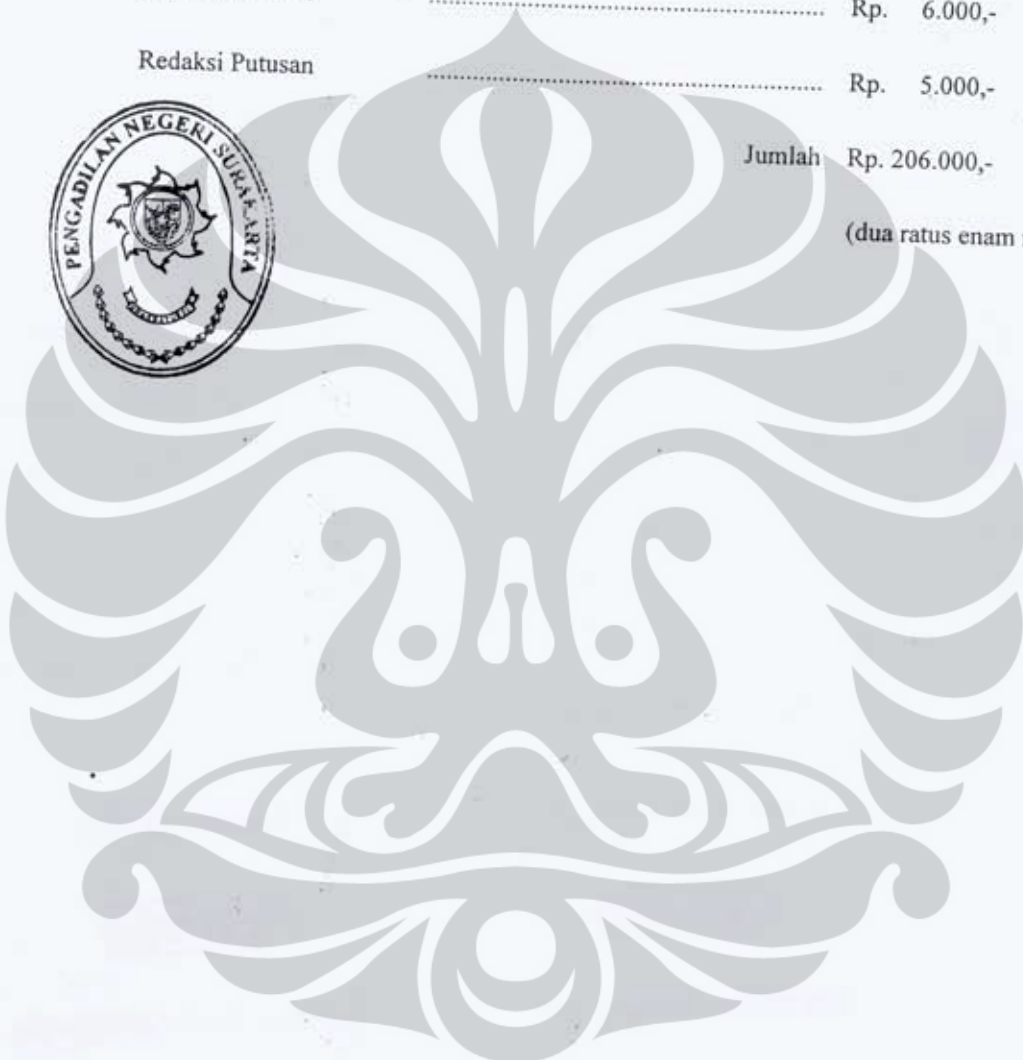 Rp. 6.000,-
Redaksi Putusan Rp. 5.000,-
Jumlah Rp. 206.000,-
(dua ratus enam
PENGADILAN NEGERI SURAKARTA